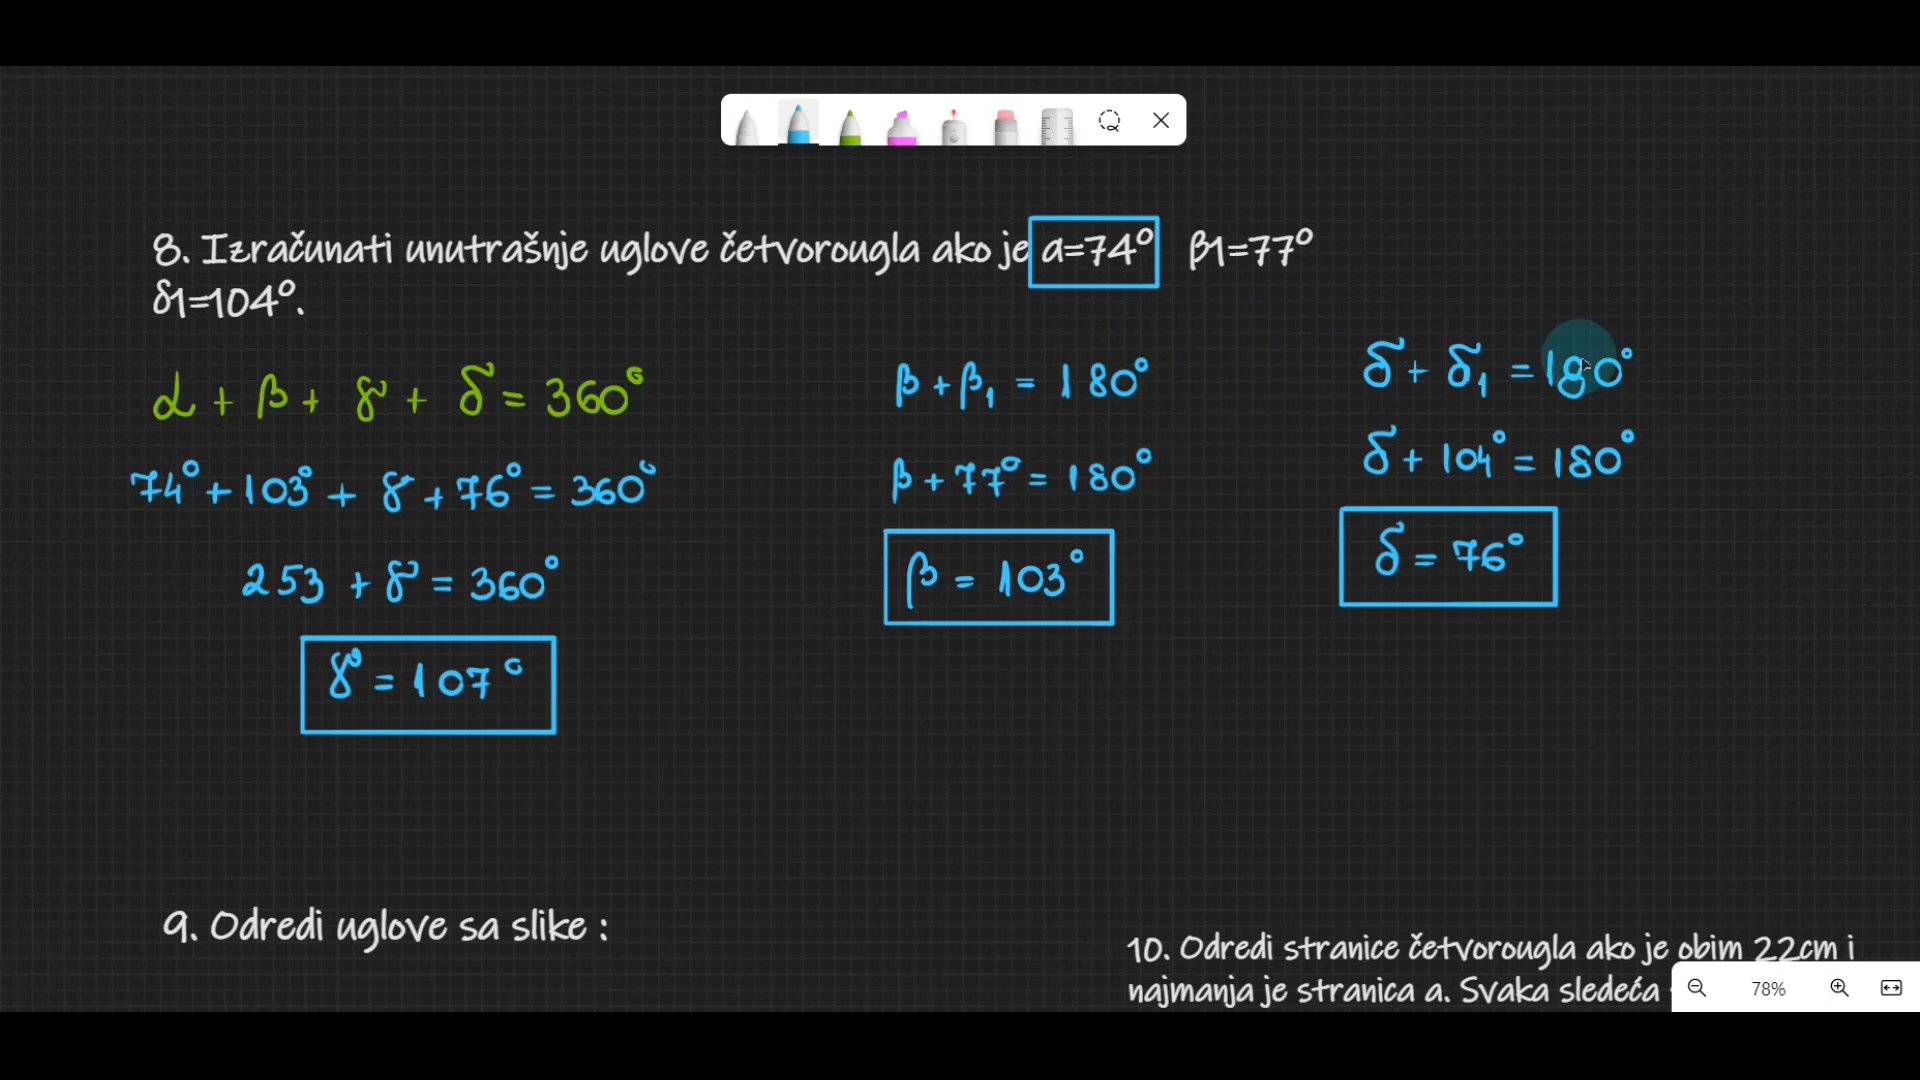 8. Izračunati unutrašnje uglove četvorougla ako je α=74° β1=77°
δ1=104°.
α + β + γ + δ = 360°
74° + 103° + γ + 76° = 360°
253 + γ = 360°
γ = 107°
β + β₁ = 180°
β + 77° = 180°
β = 103°
δ + δ₁ = 180°
δ + 104° = 180°
δ = 76°
9. Odredi uglove sa slike :
10. Odredi stranice četvorougla ako je obim 22cm i
najmanja je stranica a. Svaka sledeća
78%